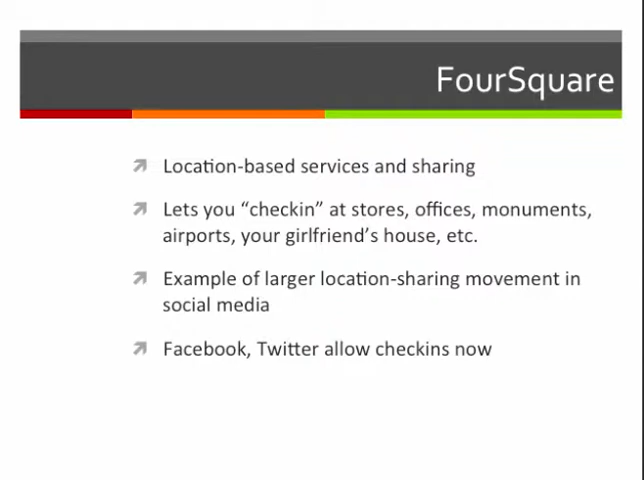 FourSquare
Location-based services and sharing
Lets you “checkin” at stores, offices, monuments,
airports, your girlfriend’s house, etc.
Example of larger location-sharing movement in
social media
Facebook, Twitter allow checkins now